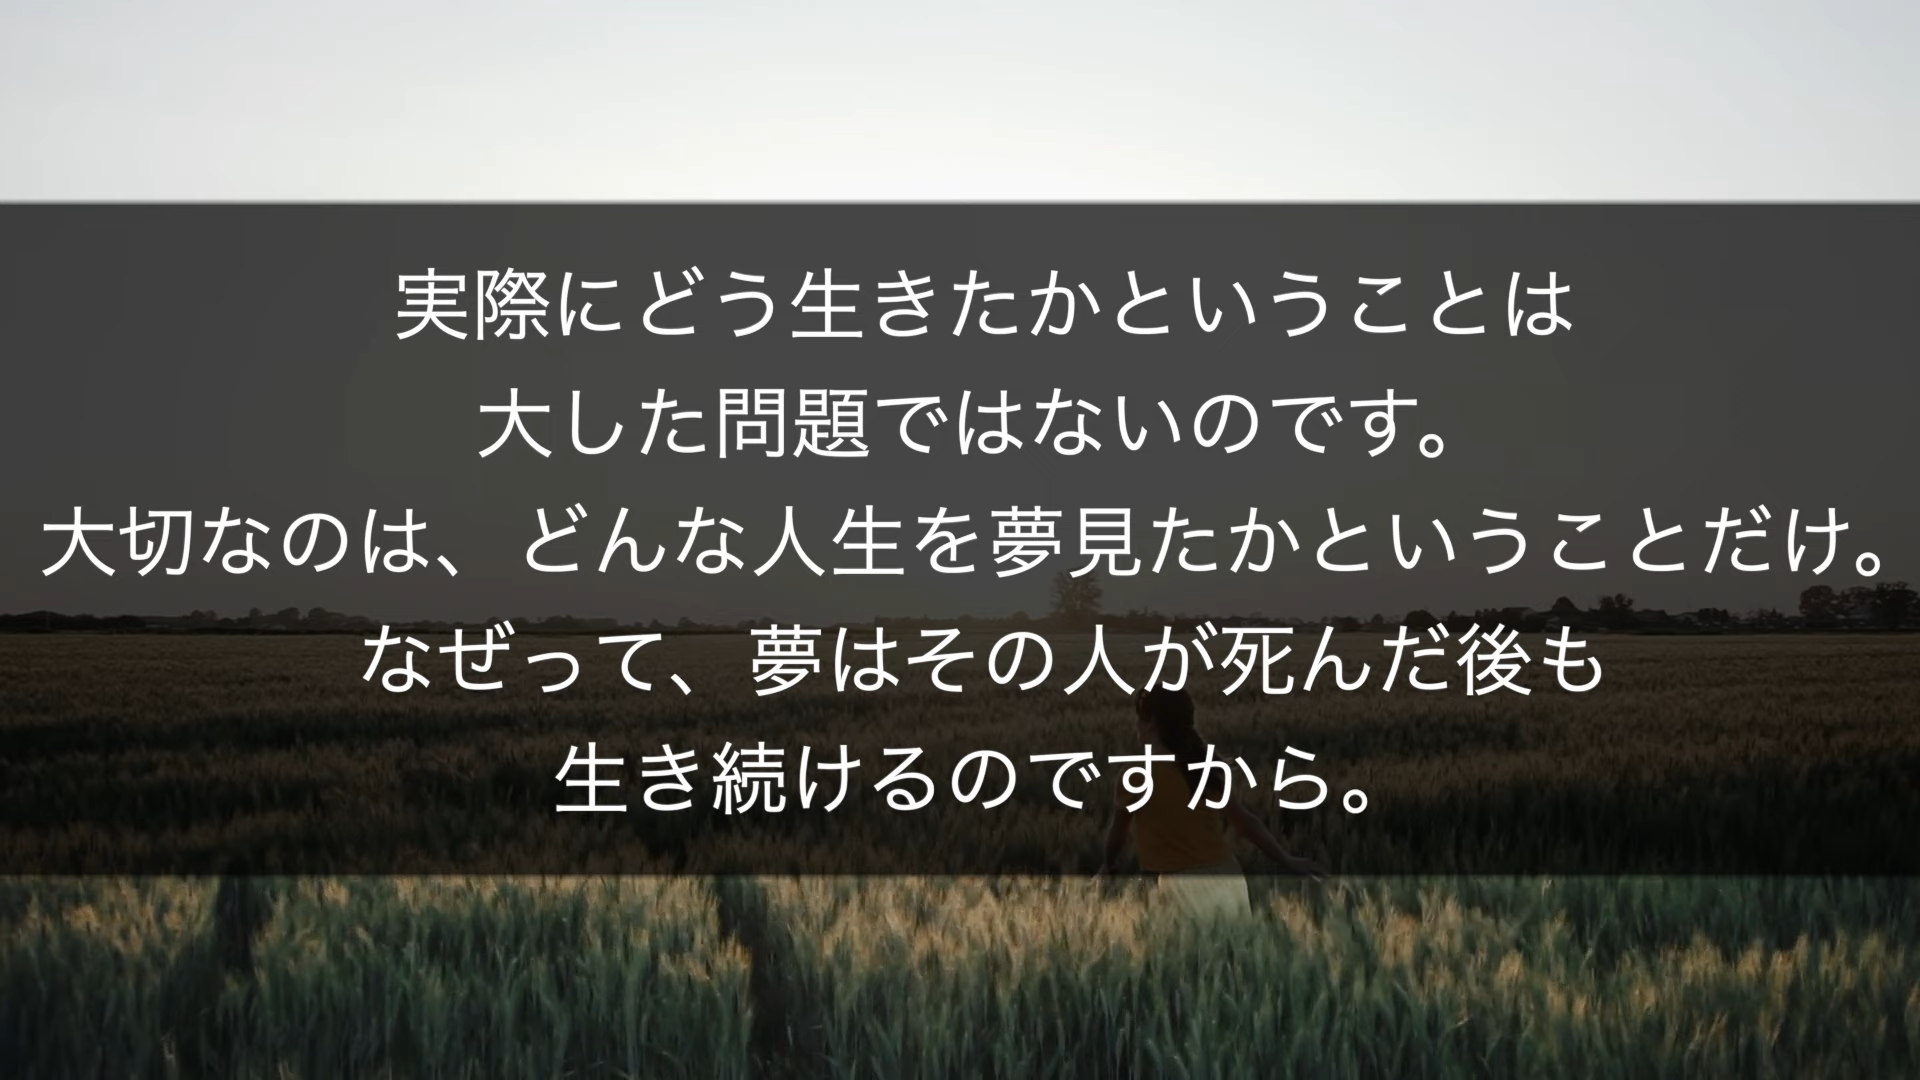 実際にどう生きたかということは
大した問題ではないのです。
大切なのは、どんな人生を夢見たかということだけ。
なぜって、夢はその人が死んだ後も
生き続けるのですから。